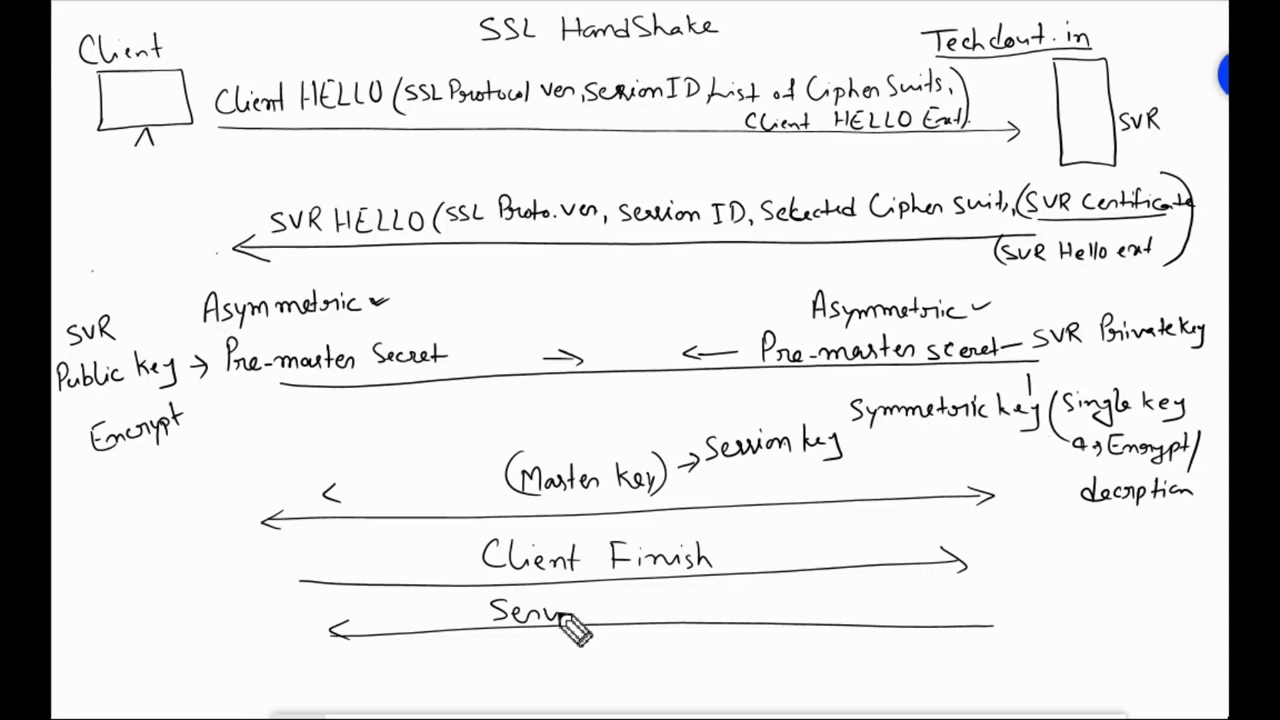 SSL HandShake
Client
Techdout.in
Client HELLO (SSL Protocol ver, Session ID, List of Cipher Suits,
Client HELLO Ext)
SVR
SVR HELLO (SSL Proto.ver, Session ID, Selected Cipher suit, (SVR Certificate)
(SVR Hello ext
Asymmetric
Asymmetric
SVR
Public key → Pre-master Secret → ← Pre-master secret – SVR Private key
Encrypt
Symmetric key (Single key
Encrypt/
decrption
(Master key) → Session key
Client Finish
Serv